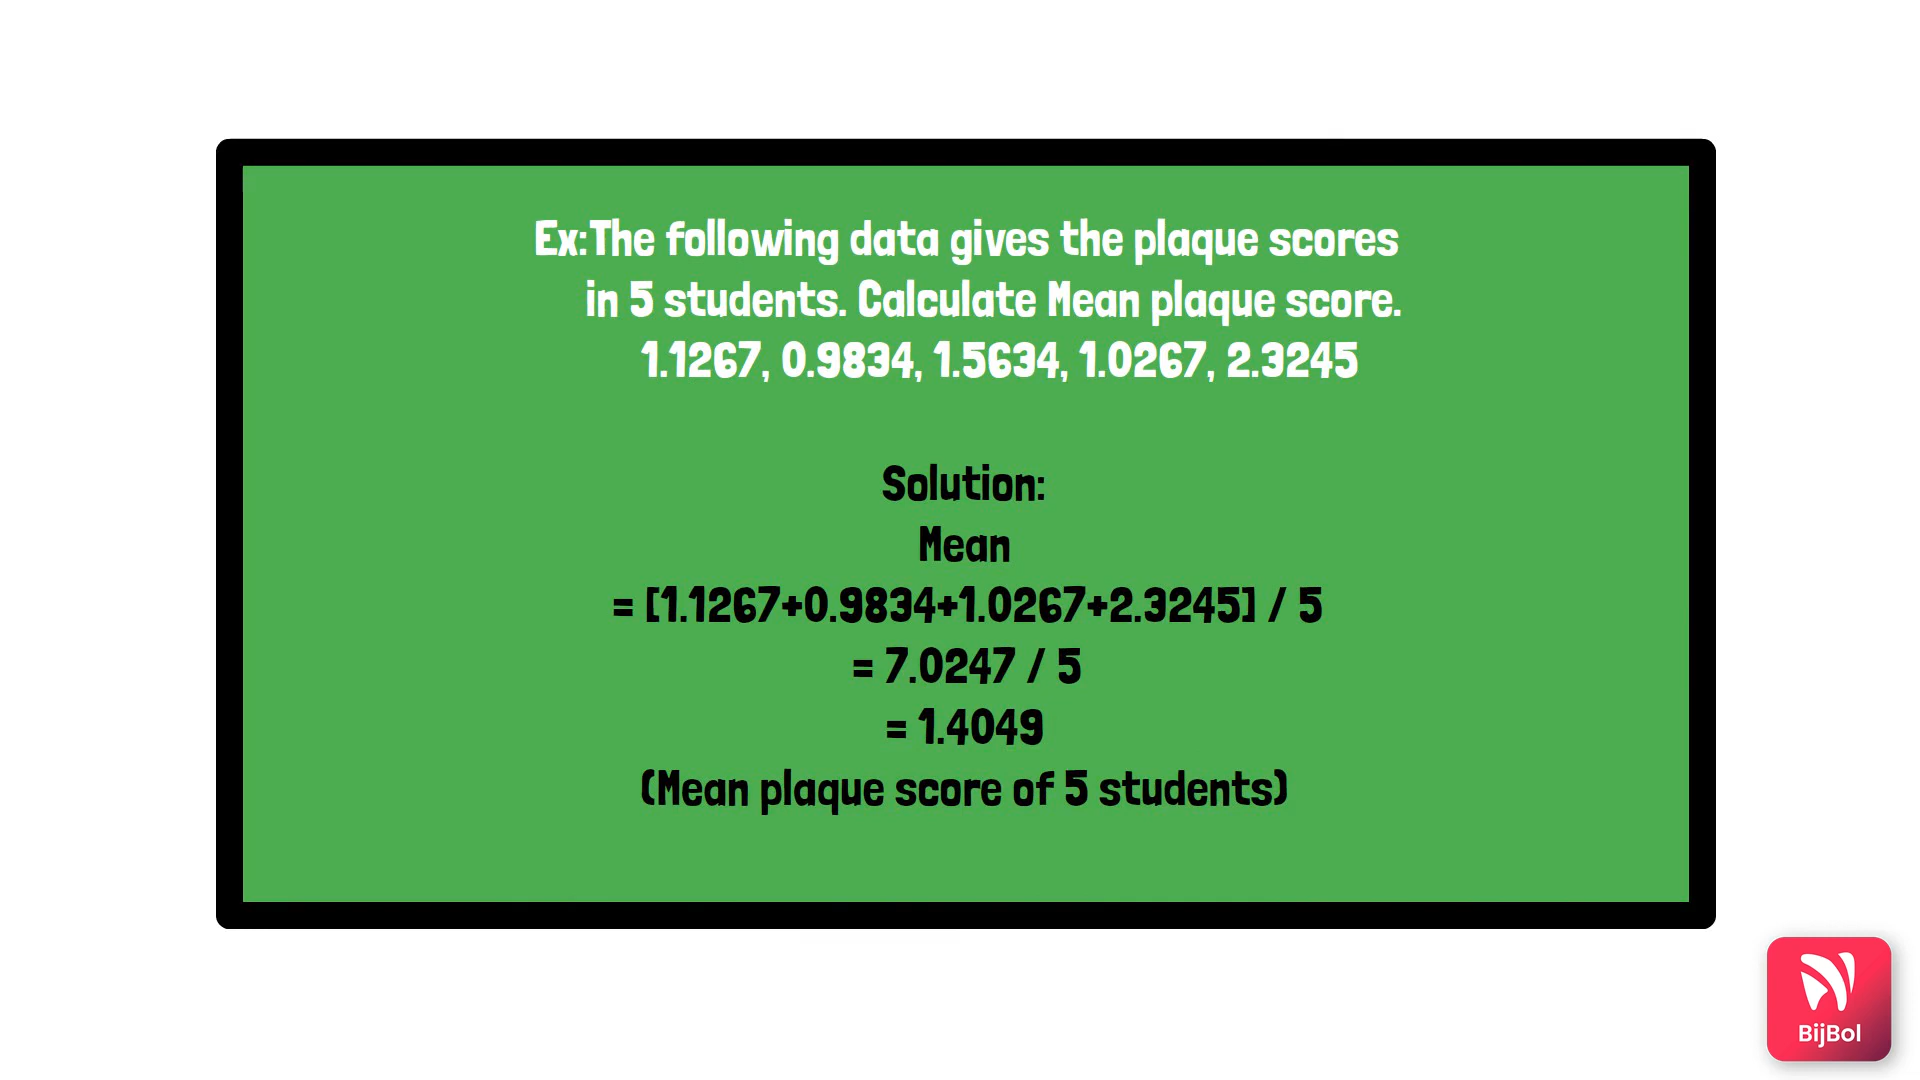 Ex:The following data gives the plaque scores
in 5 students. Calculate Mean plaque score.
1.1267, 0.9834, 1.5634, 1.0267, 2.3245
Solution:
Mean
= [1.1267+0.9834+1.0267+2.3245] / 5
= 7.0247 / 5
= 1.4049
(Mean plaque score of 5 students)
BijBol